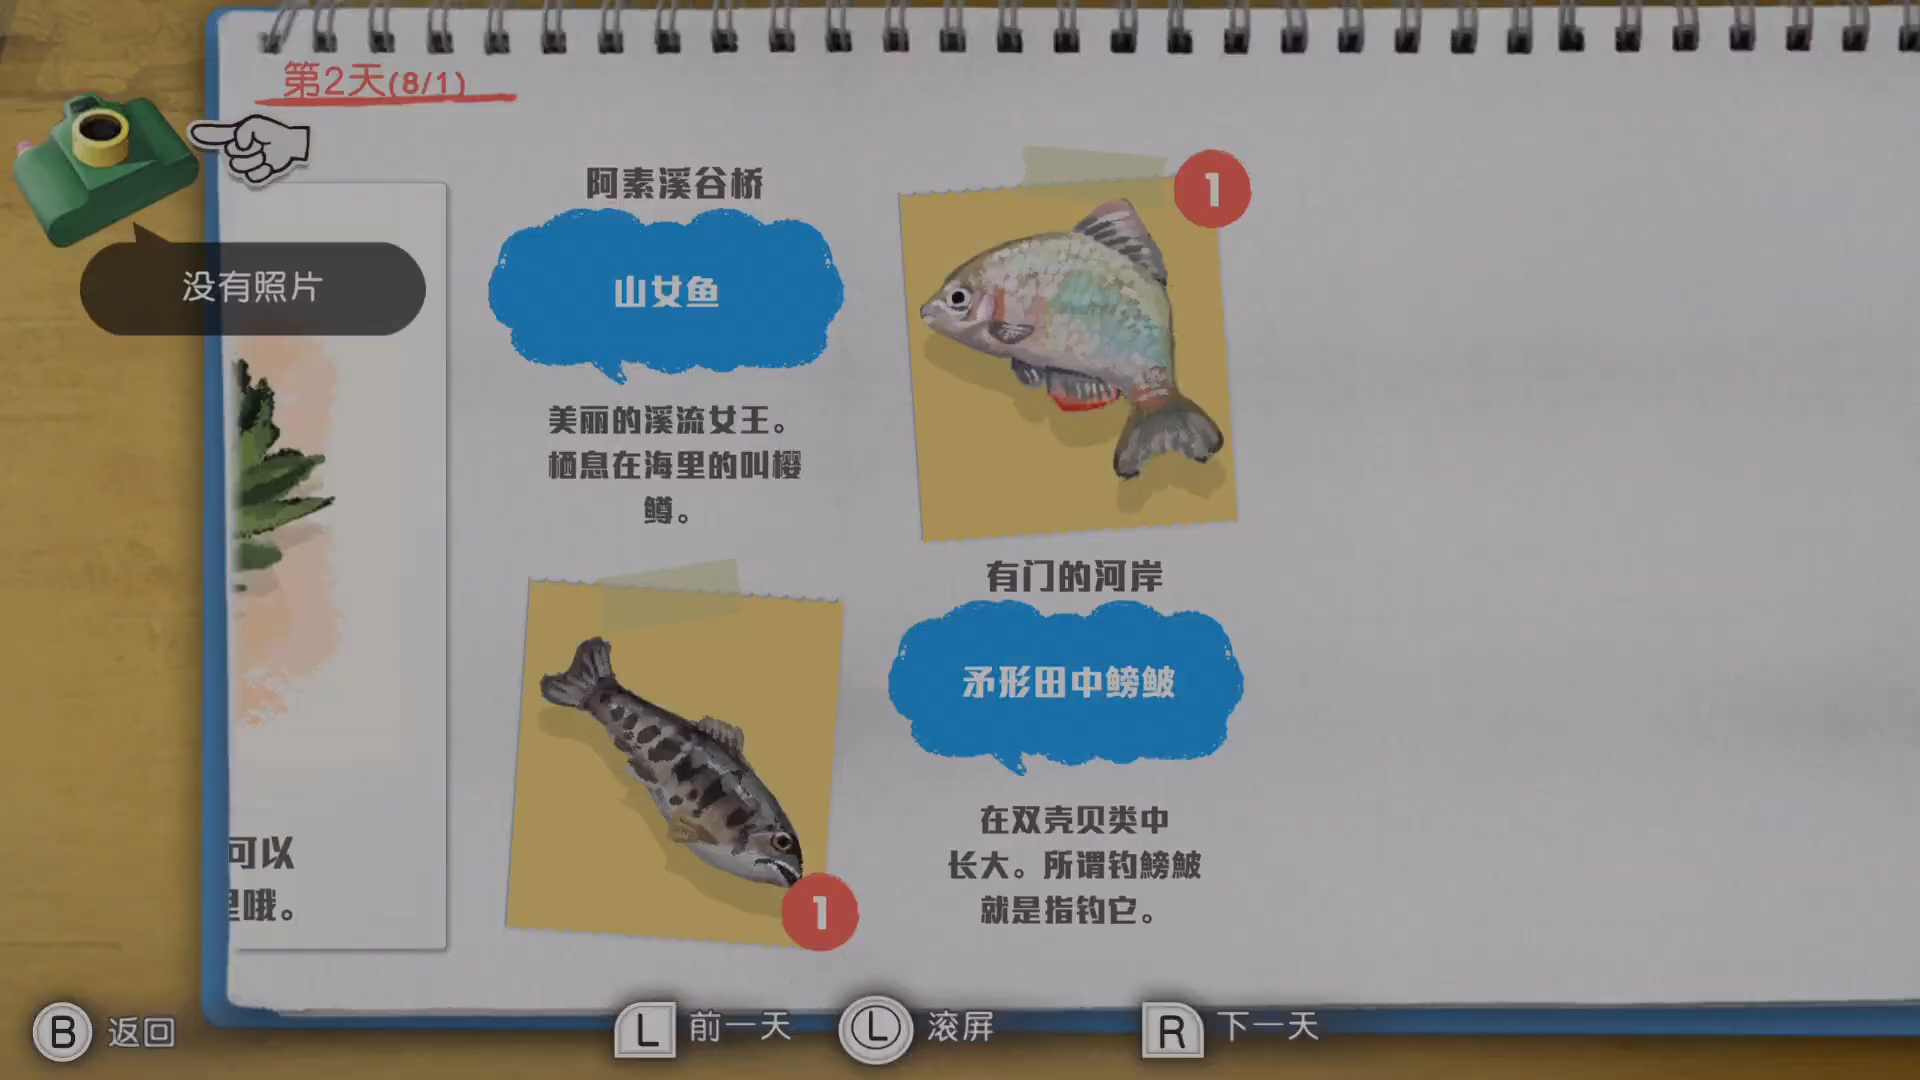 第2天(8/1)
没有照片
可以
哦。
阿素溪谷桥
山女鱼
美丽的溪流女王。
栖息在海里的叫樱
鳟。
1
1
有门的河岸
矛形田中鳑鲏
在双壳贝类中
长大。所谓钓鳑鲏
就是指钓它。
B 返回
L 前一天
L 滚屏
R 下一天